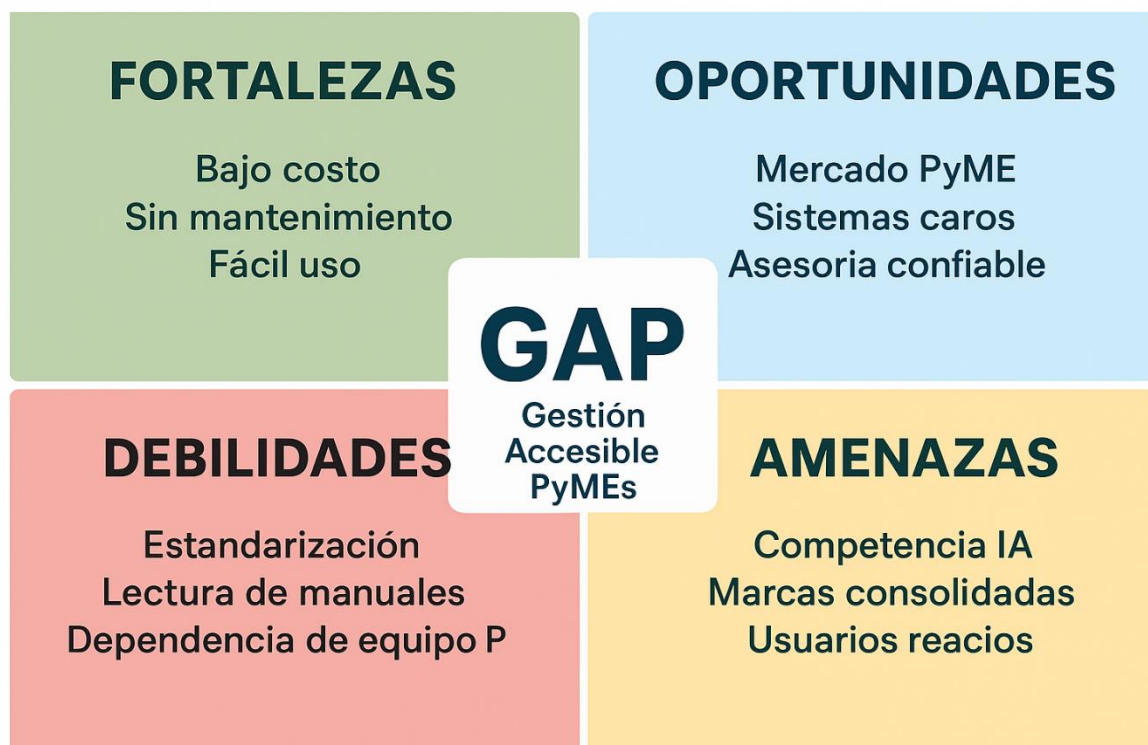 FORTALEZAS
Bajo costo
Sin mantenimiento
Fácil uso
OPORTUNIDADES
Mercado PyME
Sistemas caros
Asesoria confiable
GAP
Gestión
Accesible
PyMEs
DEBILIDADES
Estandarización
Lectura de manuales
Dependencia de equipo P
AMENAZAS
Competencia IA
Marcas consolidadas
Usuarios reacios